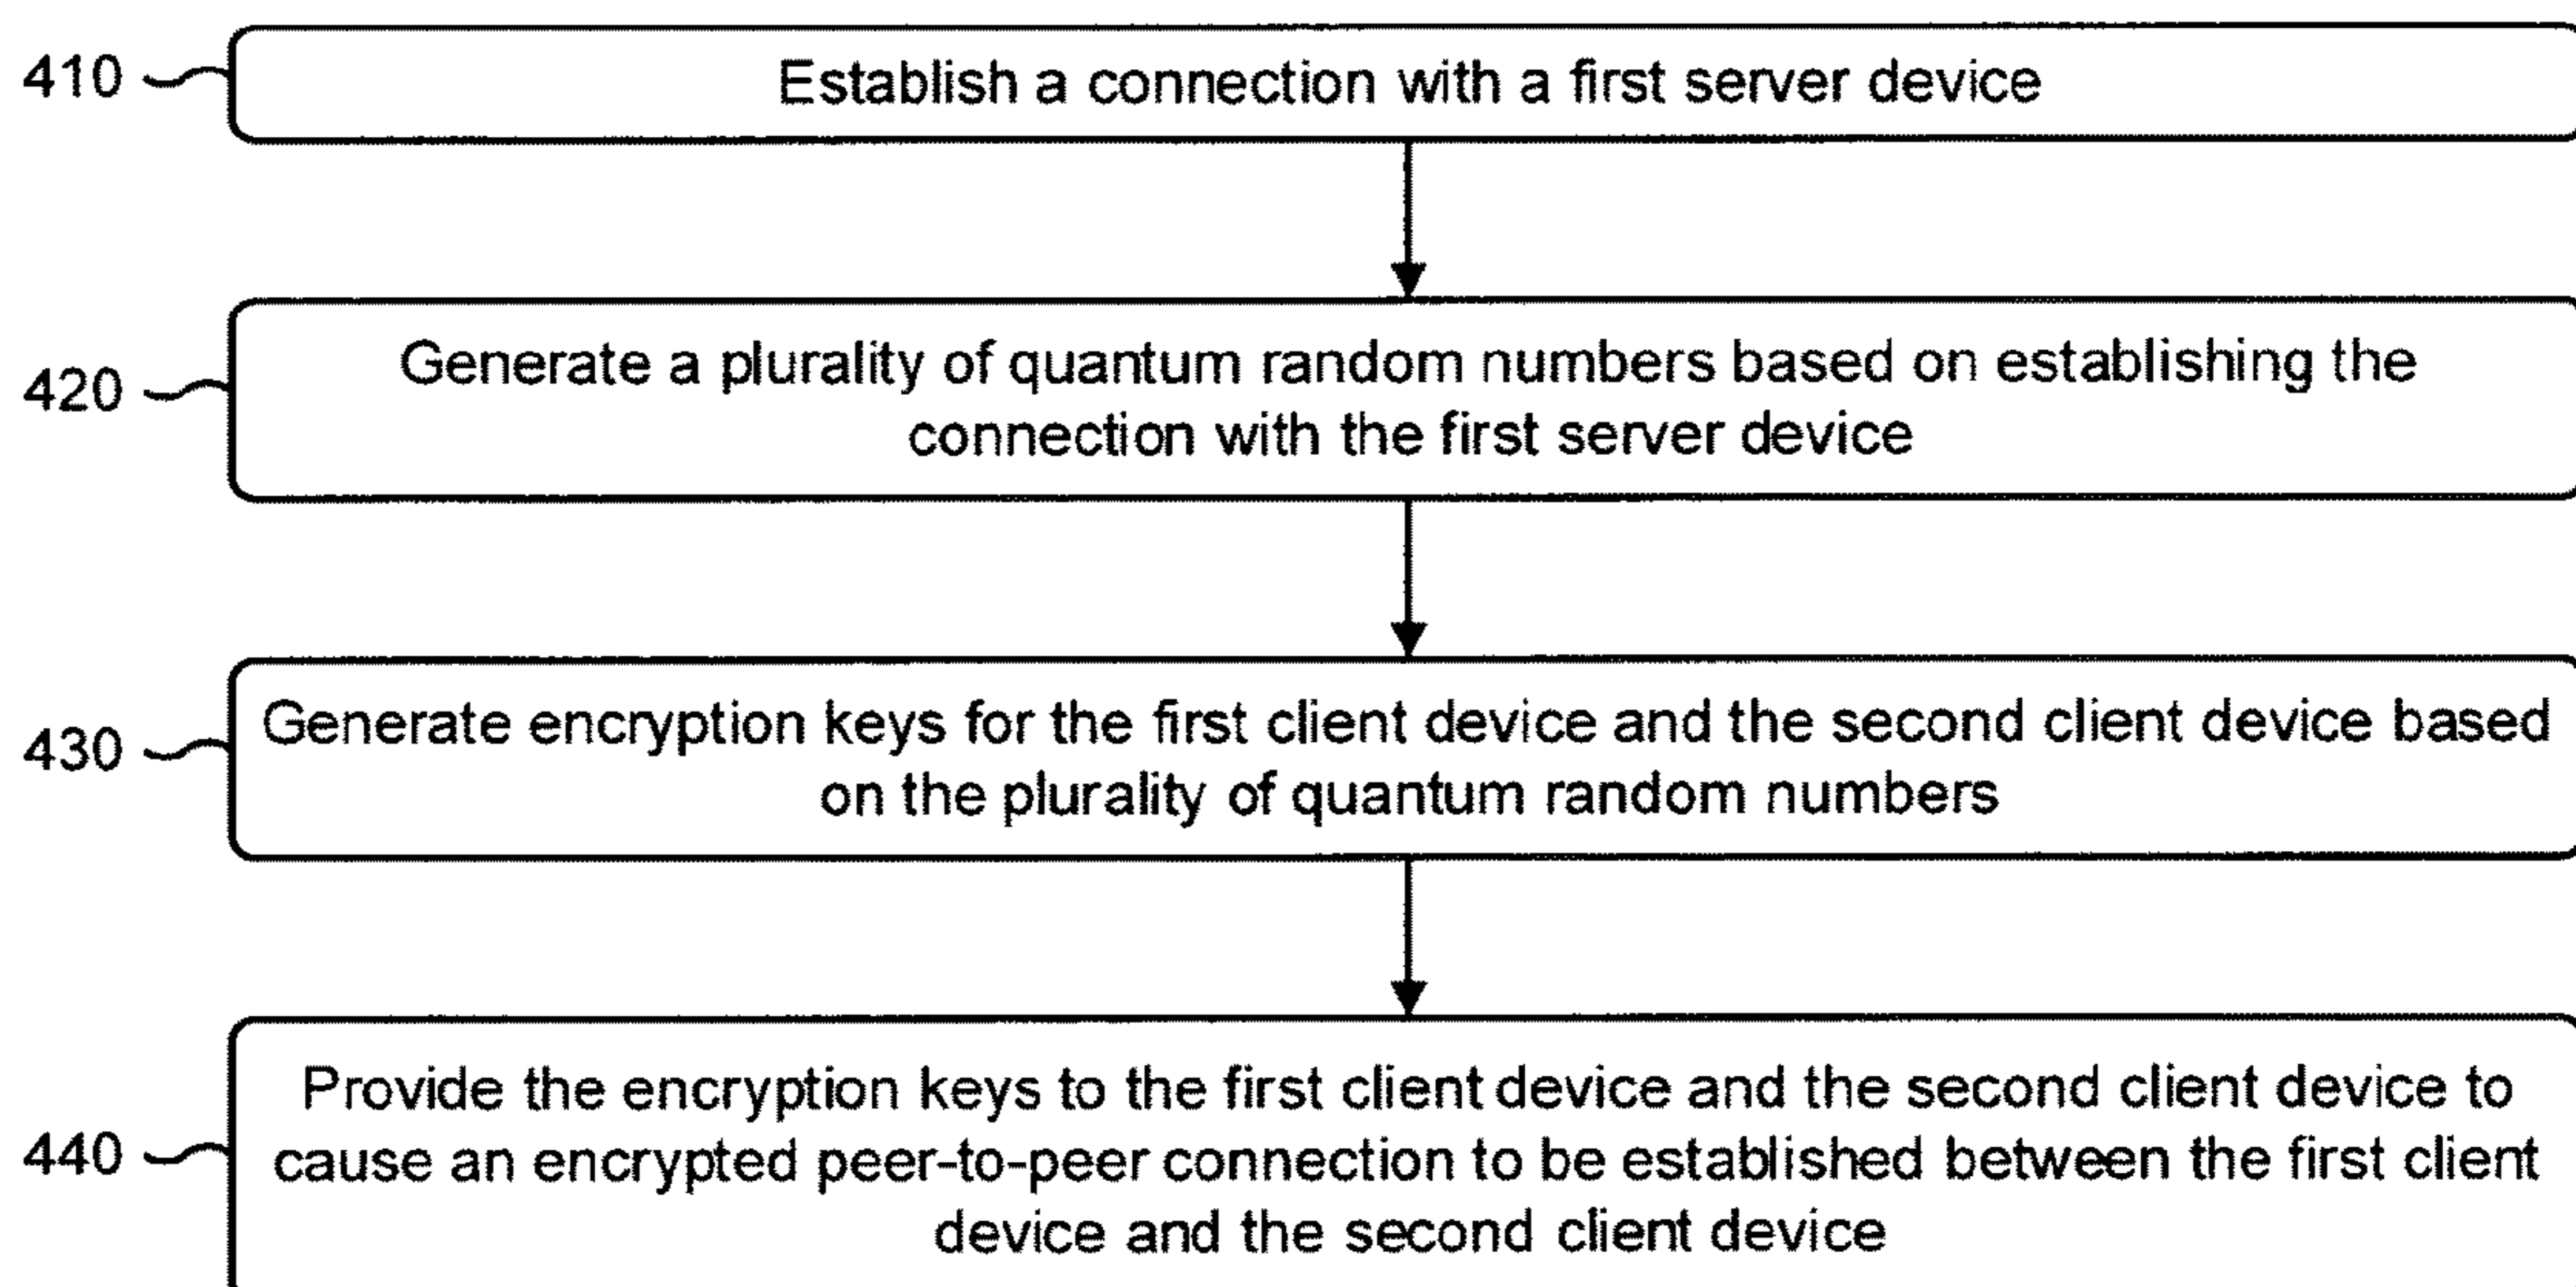 410
Establish a connection with a first server device
420
Generate a plurality of quantum random numbers based on establishing the
connection with the first server device
430
Generate encryption keys for the first client device and the second client device based
on the plurality of quantum random numbers
440
Provide the encryption keys to the first client device and the second client device to
cause an encrypted peer-to-peer connection to be established between the first client
device and the second client device